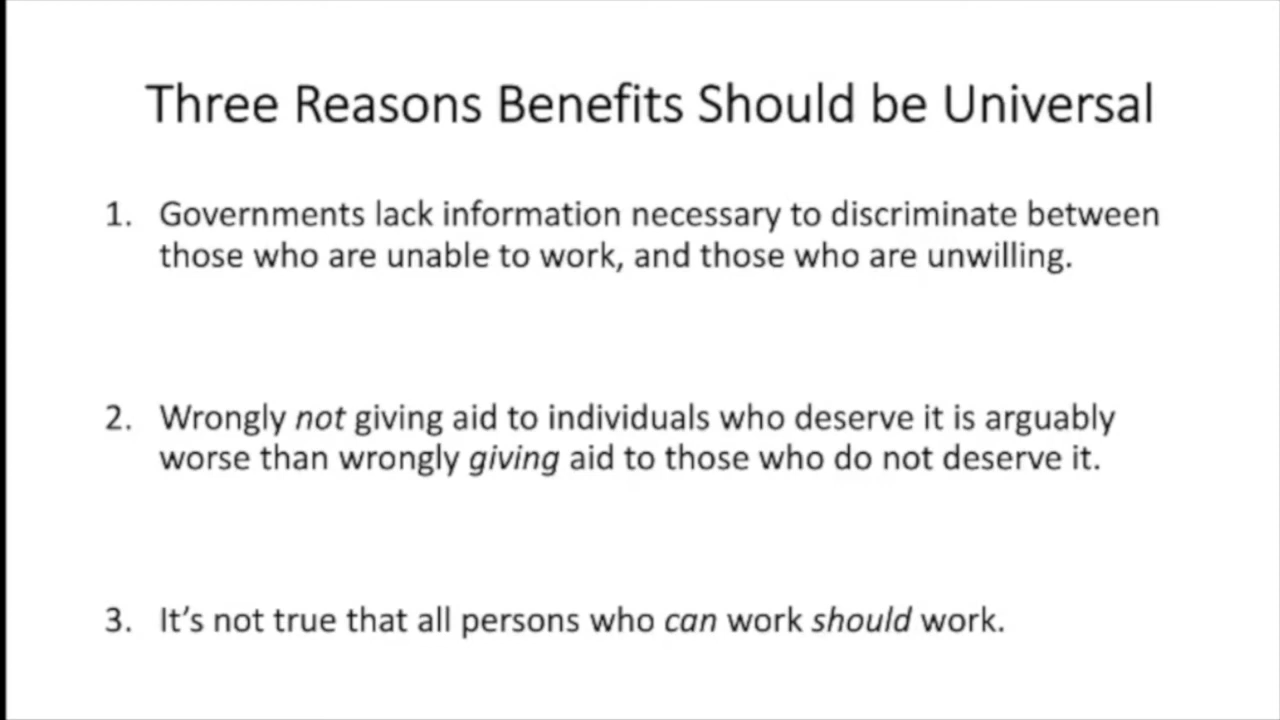 Three Reasons Benefits Should be Universal
1. Governments lack information necessary to discriminate between
those who are unable to work, and those who are unwilling.
2. Wrongly not giving aid to individuals who deserve it is arguably
worse than wrongly giving aid to those who do not deserve it.
3. It’s not true that all persons who can work should work.